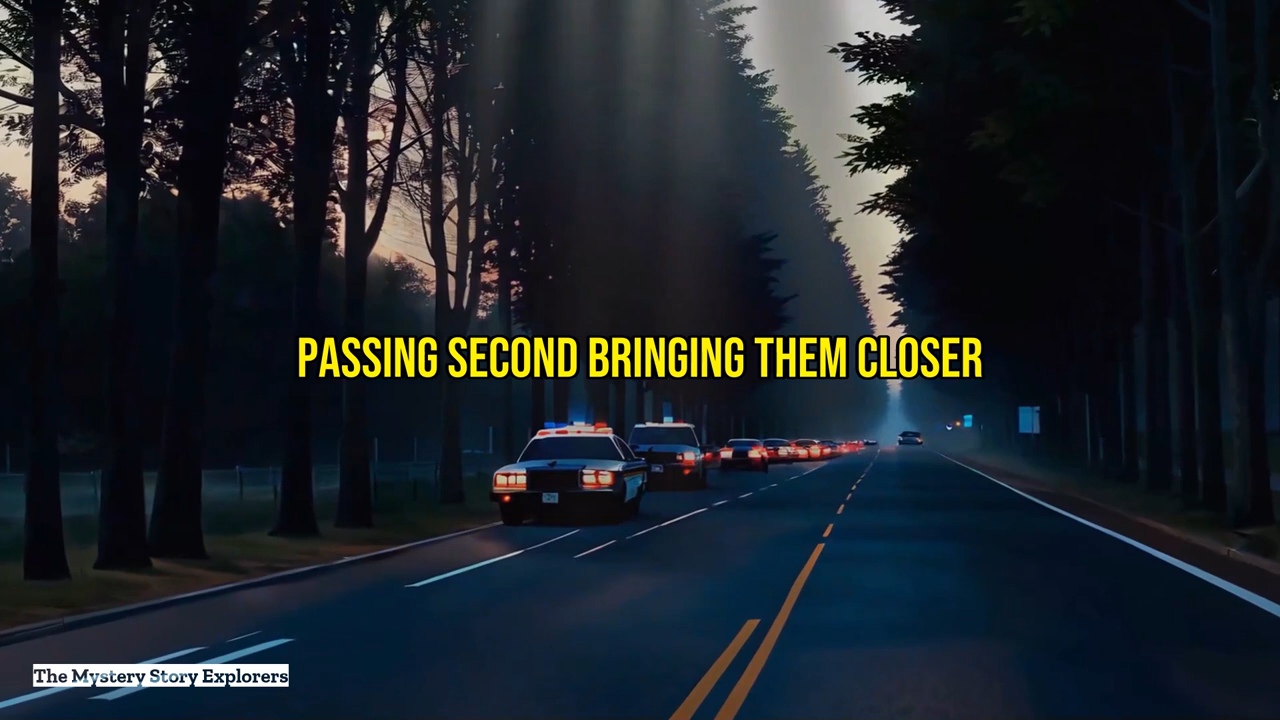 PASSING SECOND BRINGING THEM CLOSER
The Mystery Story Explorers